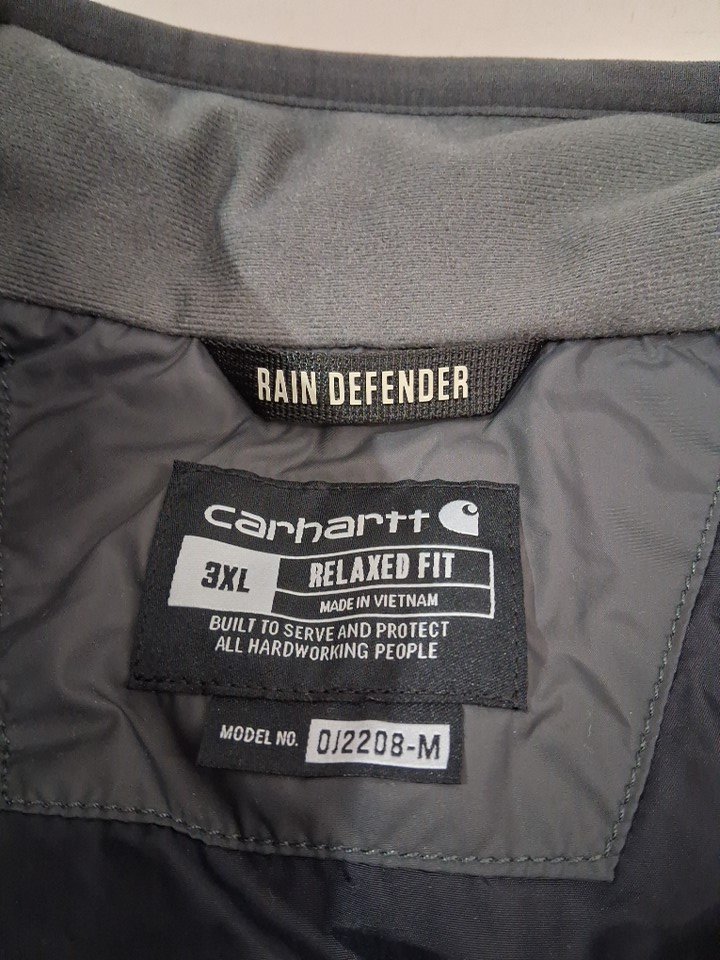 RAIN DEFENDER
carhartt
3XL RELAXED FIT
MADE IN VIETNAM
BUILT TO SERVE AND PROTECT
ALL HARDWORKING PEOPLE
MODEL NO. OJ2208-M